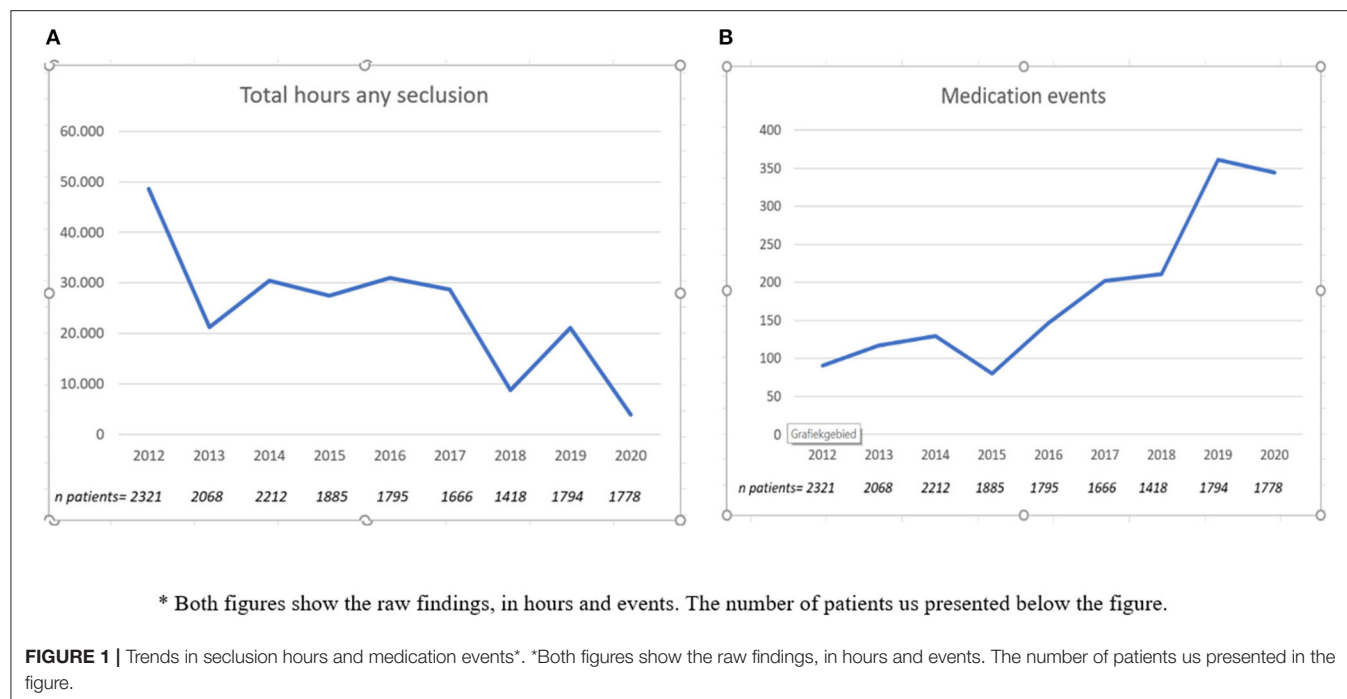 A
Total hours any seclusion
60.000
50.000
40.000
30.000
20.000
10.000
0
2012 2013 2014 2015 2016 2017 2018 2019 2020
n patients= 2321 2068 2212 1885 1795 1666 1418 1794 1778
B
Medication events
400
350
300
250
200
150
100
50
0
Grafiekgebied
2012 2013 2014 2015 2016 2017 2018 2019 2020
n patients= 2321 2068 2212 1885 1795 1666 1418 1794 1778
* Both figures show the raw findings, in hours and events. The number of patients us presented below the figure.
FIGURE 1 | Trends in seclusion hours and medication events*. *Both figures show the raw findings, in hours and events. The number of patients us presented in the
figure.